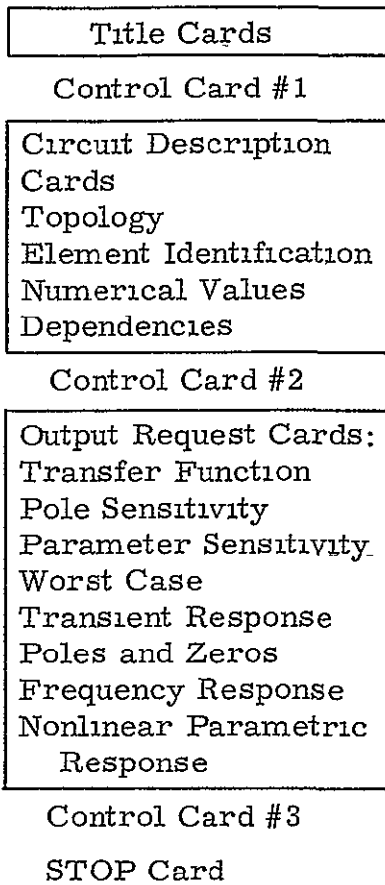 Title Cards
Control Card #1
Circuit Description
Cards
Topology
Element Identification
Numerical Values
Dependencies
Control Card #2
Output Request Cards:
Transfer Function
Pole Sensitivity
Parameter Sensitivity
Worst Case
Transient Response
Poles and Zeros
Frequency Response
Nonlinear Parametric
Response
Control Card #3
STOP Card